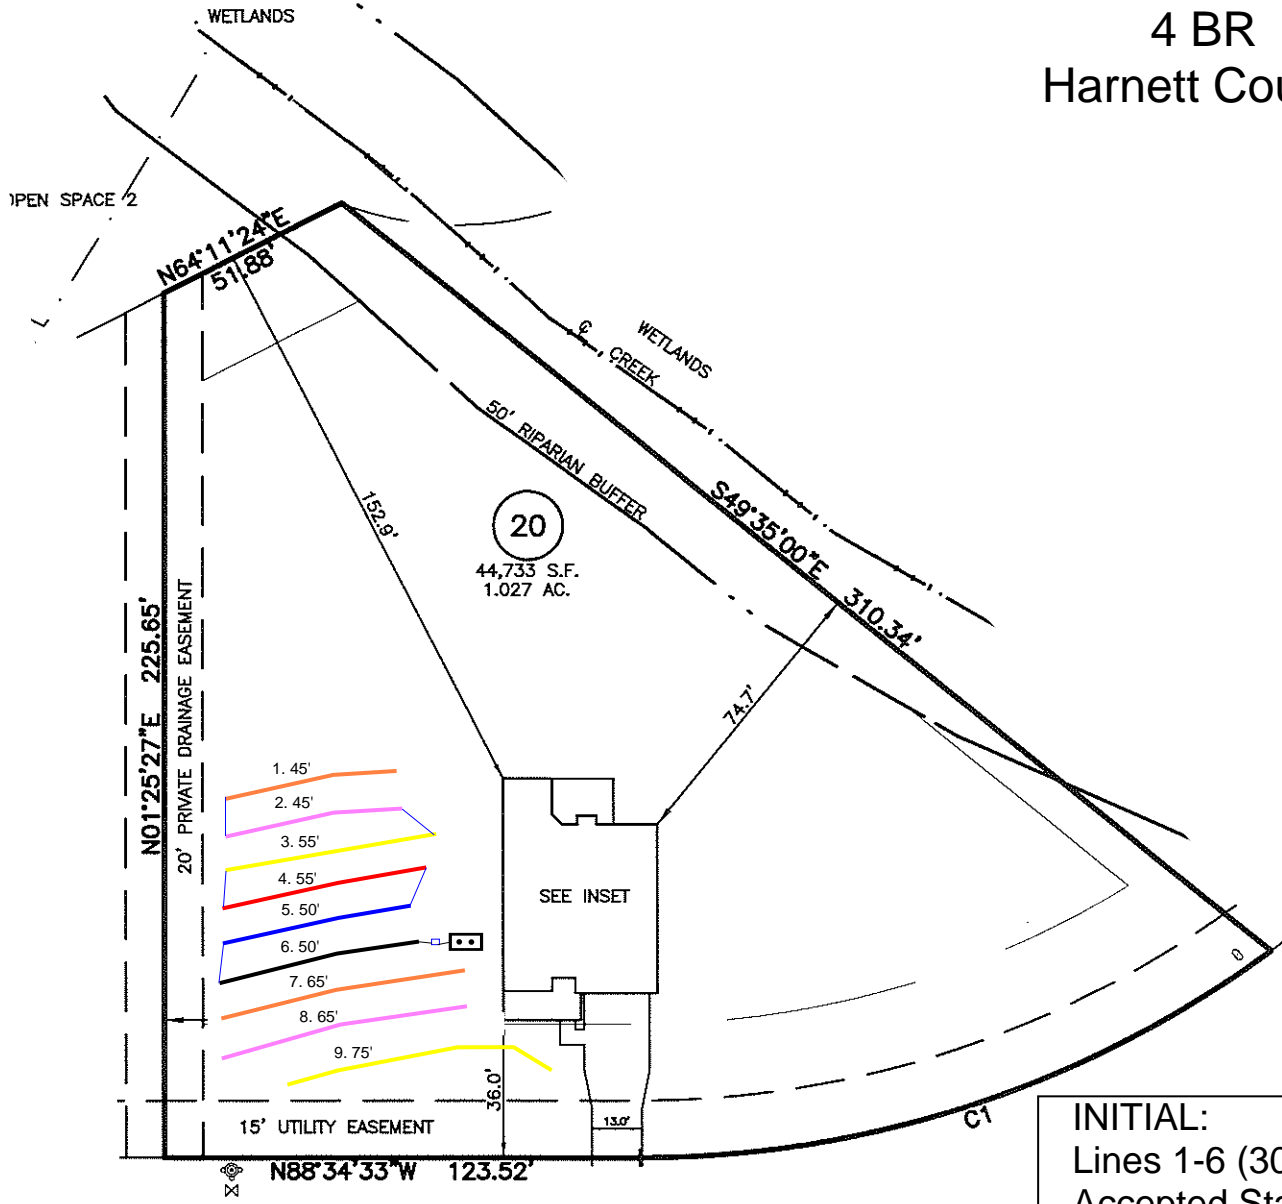 WETLANDS
4 BR
Harnett Cou
OPEN SPACE 2
N64°11'24"E
51.88'
L
WETLANDS
CREEK
50' RIPARIAN BUFFER
152.9'
20
44,733 S.F.
1.027 AC.
S49°35'00"E 310.34'
74.7'
N01°25'27"E 225.65'
20' PRIVATE DRAINAGE EASEMENT
1. 45'
2. 45'
3. 55'
4. 55'
5. 50'
6. 50'
7. 65'
8. 65'
9. 75'
SEE INSET
36.0'
13.0'
15' UTILITY EASEMENT
N88°34'33"W 123.52'
C1
INITIAL:
Lines 1-6 (30
Accepted Sta